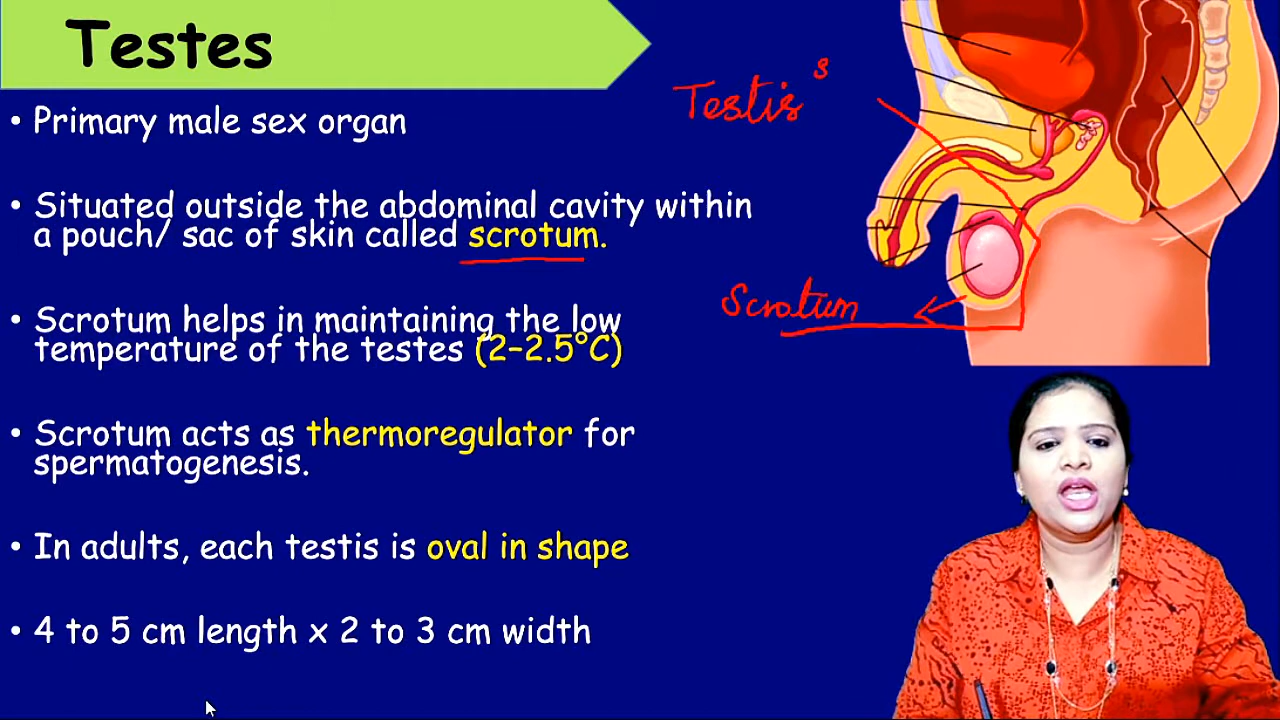 Testes
• Primary male sex organ
• Situated outside the abdominal cavity within
a pouch/ sac of skin called scrotum.
• Scrotum helps in maintaining the low
temperature of the testes (2–2.5°C)
• Scrotum acts as thermoregulator for
spermatogenesis.
• In adults, each testis is oval in shape
• 4 to 5 cm length x 2 to 3 cm width
Testis s
Scrotum